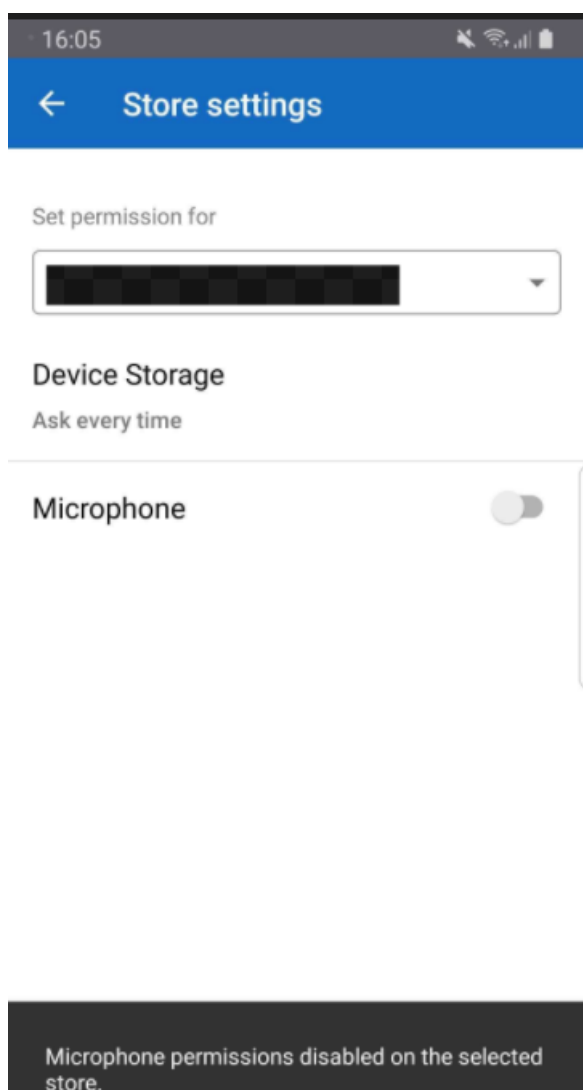 16:05
Store settings
Set permission for
Device Storage
Ask every time
Microphone
Microphone permissions disabled on the selected
store.